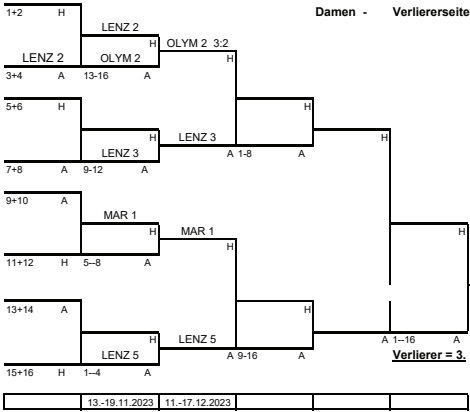 1+2 H Damen - Verliererseite
LENZ 2
H OLYM 2 3:2
LENZ 2 OLYM 2 H
3+4 A 13-16 A
5+6 H H
H LENZ 3 H
LENZ 3 A 1-8 A
7+8 A 9-12 A
9+10 A
MAR 1
H MAR 1 H
H
11+12 H 5--8 A
13+14 A H
H LENZ 5 A 1--16 A
LENZ 5 A 9-16 A Verlierer = 3.
15+16 H 1--4 A
13.-19.11.2023 11.-17.12.2023